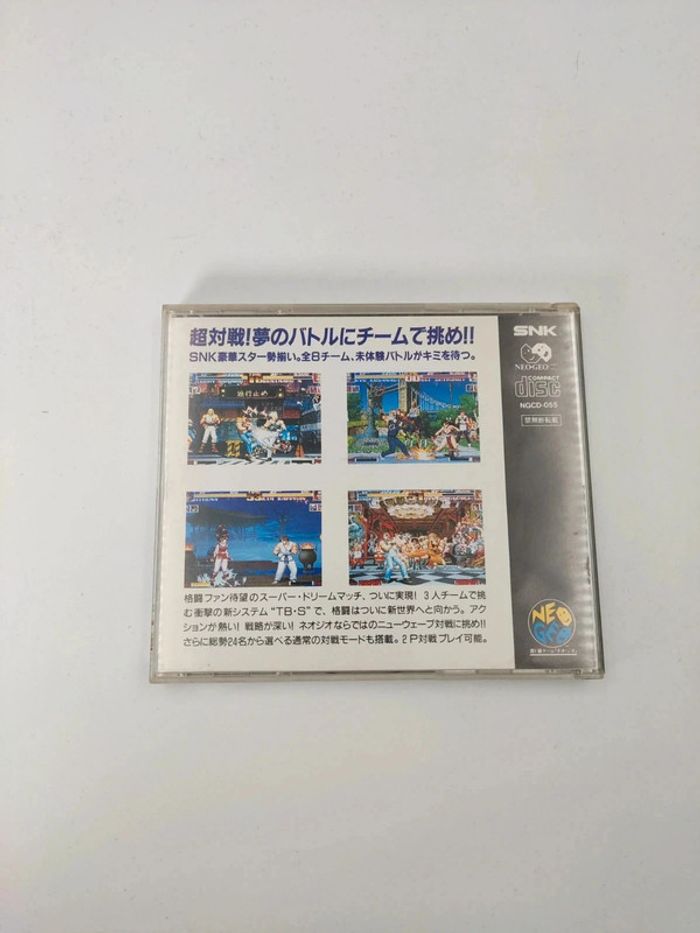 超対戦!夢のバトルにチームで挑め!!
SNK豪華スター勢揃い。全8チーム、未体験バトルがキミを待つ。
格闘ファン待望のスーパー・ドリームマッチ、ついに実現! 3人チームで挑
む衝撃の新システム“TB・S”で、格闘はついに新世界へと向かう。アク
ションが熱い! 戦略が深い! ネオジオならではのニューウェーブ対戦に挑め!!
さらに総勢24名から選べる通常の対戦モードも搭載。2P対戦プレイ可能。
SNK
NEO・GEO
COMPACT
disc
NGCD-055
禁無断転載
NEO
GEO